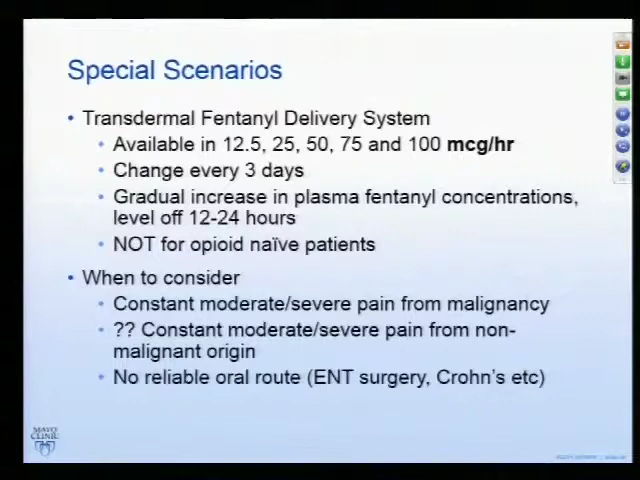 Special Scenarios
• Transdermal Fentanyl Delivery System
• Available in 12.5, 25, 50, 75 and 100 mcg/hr
• Change every 3 days
• Gradual increase in plasma fentanyl concentrations,
level off 12-24 hours
• NOT for opioid naïve patients
• When to consider
• Constant moderate/severe pain from malignancy
• ?? Constant moderate/severe pain from non-
malignant origin
• No reliable oral route (ENT surgery, Crohn's etc)
MAYO
CLINIC